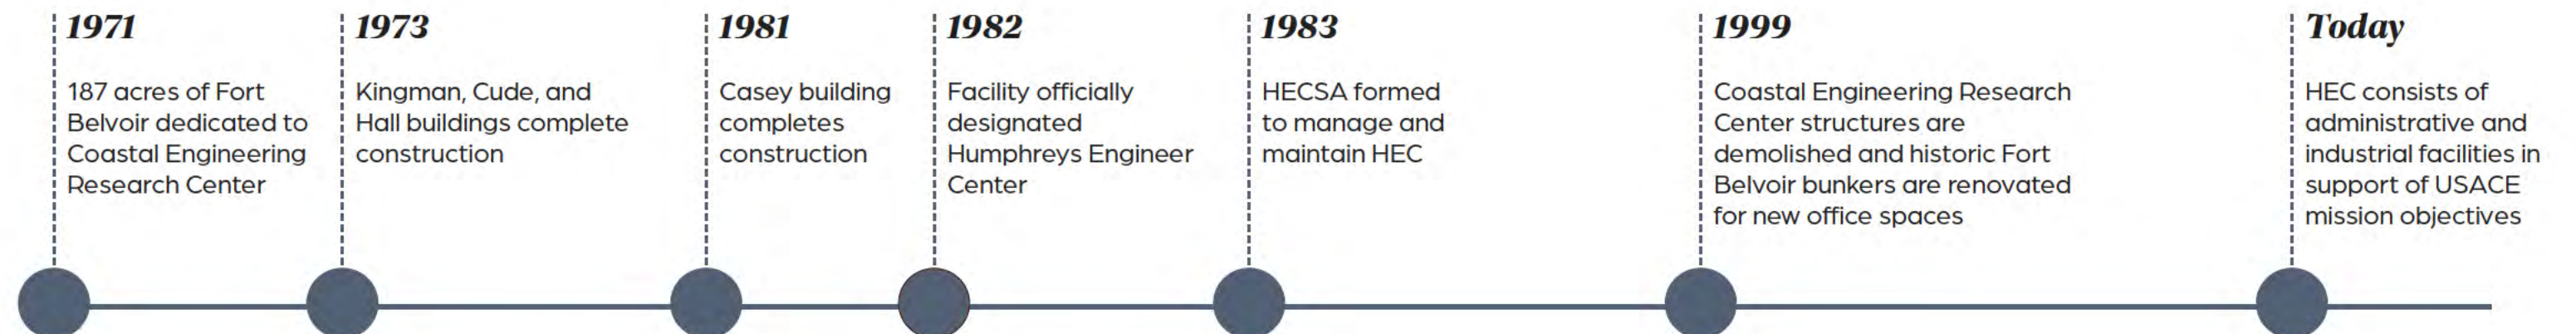 1971
187 acres of Fort
Belvoir dedicated to
Coastal Engineering
Research Center
1973
Kingman, Cude, and
Hall buildings complete
construction
1981
Casey building
completes
construction
1982
Facility officially
designated
Humphreys Engineer
Center
1983
HECSA formed
to manage and
maintain HEC
1999
Coastal Engineering Research
Center structures are
demolished and historic Fort
Belvoir bunkers are renovated
for new office spaces
Today
HEC consists of
administrative and
industrial facilities in
support of USACE
mission objectives